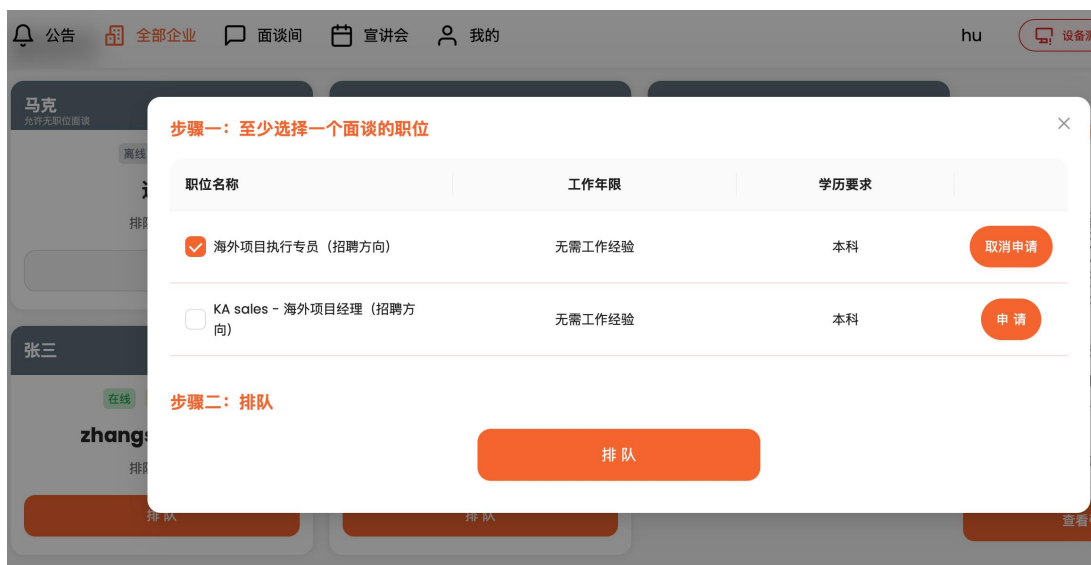 公告 全部企业 面谈间 宣讲会 我的 hu 设备
马克
允许无职位面谈
离线
步骤一：至少选择一个面谈的职位
职位名称 工作年限 学历要求
海外项目执行专员（招聘方向） 无需工作经验 本科 取消申请
KA sales - 海外项目经理（招聘方
向） 无需工作经验 本科 申 请
张三
在线
步骤二：排队
zhangs
排 队
排 队 排 队 查看